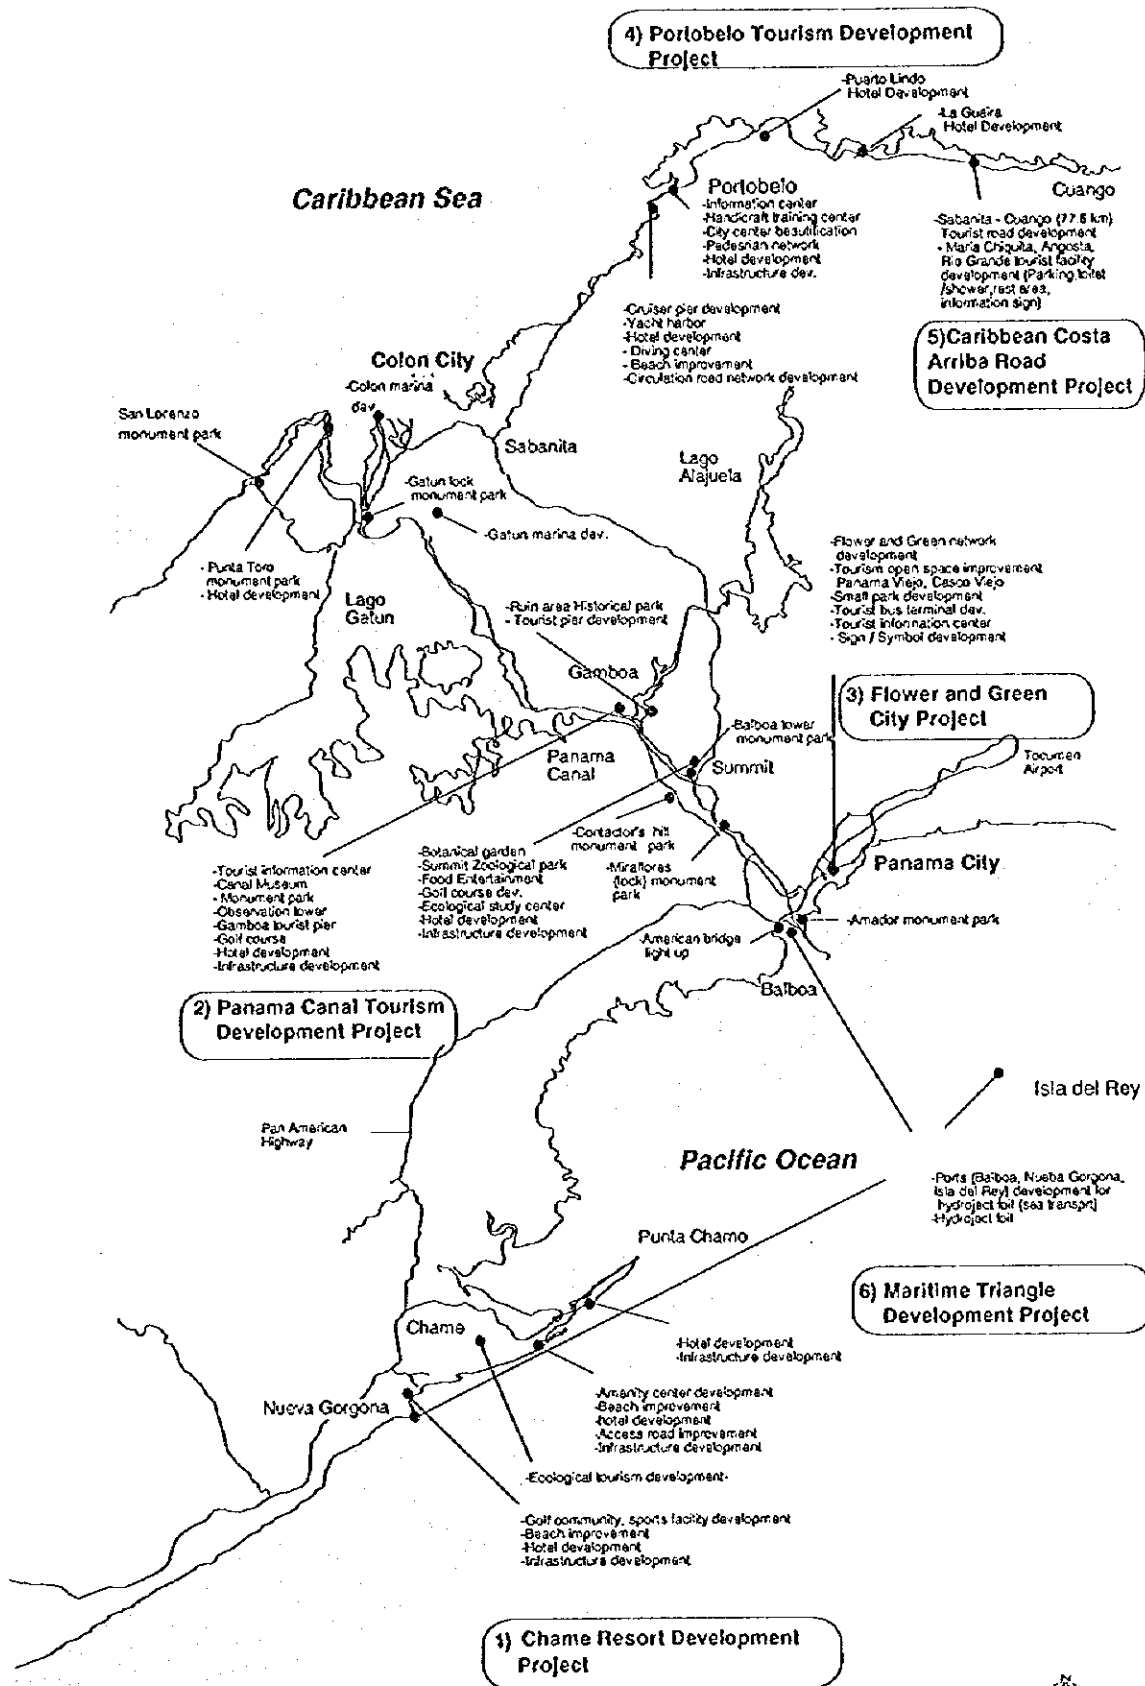 4) Portobelo Tourism Development
Project
-Puerto Lindo
Hotel Development
-La Gueira
Hotel Development
Caribbean Sea
Portobelo
-Information center
-Handicraft training center
-City center beautification
-Pedesrian network
-Hotel development
-Infrastructure dev.
Cuango
-Sabanita - Cuango (77.6 km)
Tourist road development
- Maria Chiquita, Angosta,
Rio Grande tourist facility
development (Parking,toilet
/shower,rest area,
information sign)
-Cruiser pier development
-Yacht harbor
-Hotel development
- Diving center
- Beach improvement
-Circulation road network development
5)Caribbean Costa
Arriba Road
Development Project
Colon City
-Colon marina
dev.
San Lorenzo
monument park
Sabanita
Lago
Alajuela
-Gatun lock
monument park
-Gatun marina dev.
- Punta Toro
monument park
- Hotel development
Lago
Gatun
-Flower and Green network
development
-Tourism open space improvement
Panama Viejo, Casco Viejo
-Small park development
-Tourist bus terminal dev.
-Tourist information center
- Sign / Symbol development
-Ruin area Historical park
- Tourist pier development
Gamboa
3) Flower and Green
City Project
-Balboa tower
monument park
Panama
Canal
Summit
Tocumen
Airport
-Contador's hill
monument park
-Miraflores
(lock) monument
park
Panama City
-Tourist information center
-Canal Museum
- Monument park
-Observation tower
-Gamboa tourist pier
-Golf course
-Hotel development
-Infrastructure development
-Botanical garden
-Summit Zoological park
-Food Entertainment
-Golf course dev.
-Ecological study center
-Hotel development
-Infrastructure development
-Amador monument park
-American bridge
light up
Balboa
2) Panama Canal Tourism
Development Project
Isla del Rey
Pan American
Highway
Pacific Ocean
-Ports (Balboa, Nueba Gorgona,
Isla del Rey) development for
hydroject foil (sea transprt)
-Hydroject foil
Punta Chamo
6) Maritime Triangle
Development Project
Chame
-Hotel development
-Infrastructure development
Nueva Gorgona
-Amenity center development
-Beach improvement
-hotel development
-Access road improvement
-Infrastructure development
-Ecological tourism development-
-Golf community, sports facility development
-Beach improvement
-Hotel development
-Infrastructure development
1) Chame Resort Development
Project
N